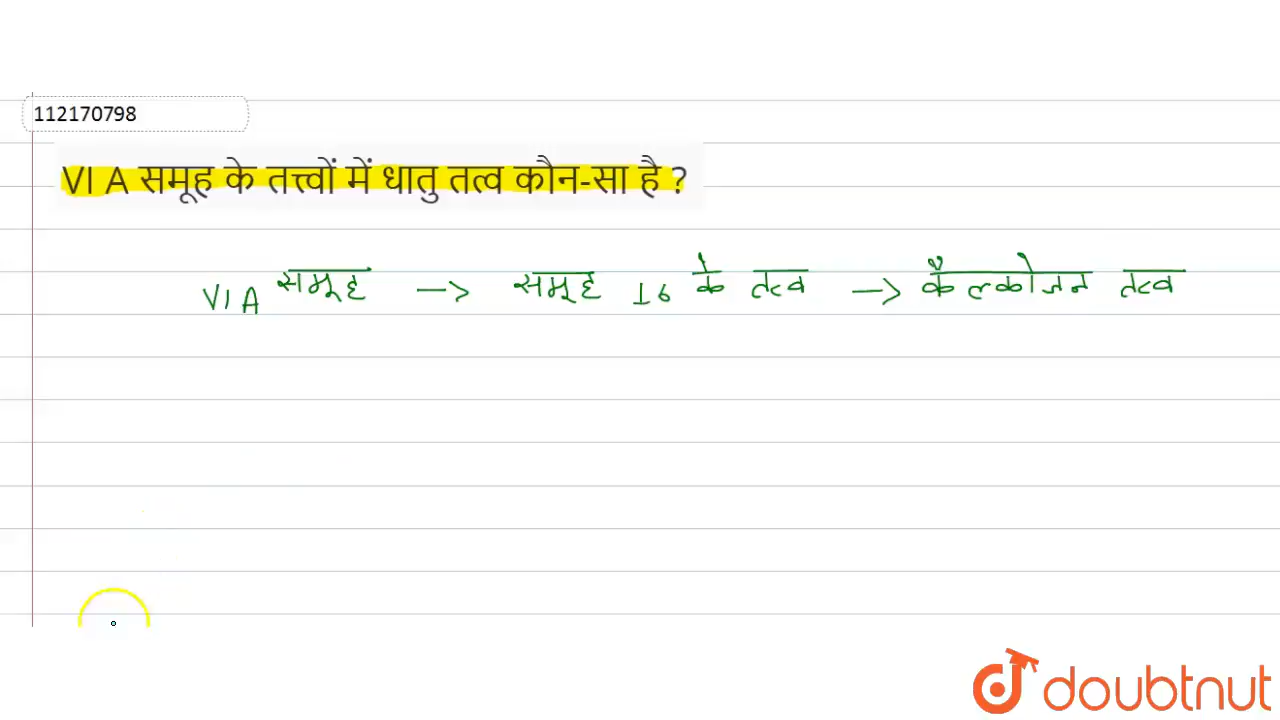 112170798
VI A समूह के तत्त्वों में धातु तत्व कौन-सा है ?
VI A समूह → समूह 16 के तत्व → कैल्कोजन तत्व
doubtnut